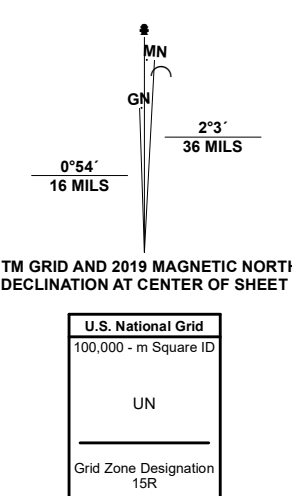 MN
GN
2°3´
36 MILS
0°54´
16 MILS
TM GRID AND 2019 MAGNETIC NORTH
DECLINATION AT CENTER OF SHEET
U.S. National Grid
100,000 - m Square ID
UN
Grid Zone Designation
15R